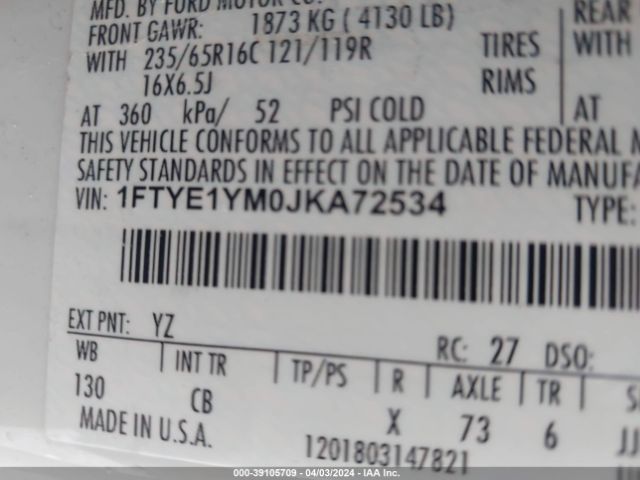 MFD. BY FORD MOTOR CO.
FRONT GAWR: 1873 KG ( 4130 LB) REAR
WITH 235/65R16C 121/119R TIRES WITH
16X6.5J RIMS
AT 360 kPa/ 52 PSI COLD AT
THIS VEHICLE CONFORMS TO ALL APPLICABLE FEDERAL M
SAFETY STANDARDS IN EFFECT ON THE DATE OF MANUFA
VIN: 1FTYE1YM0JKA72534 TYPE:
EXT PNT: YZ RC: 27 DSO:
WB INT TR TP/PS R AXLE TR S
130 CB X 73 6 JJ
MADE IN U.S.A. 1201803147821
000-39105709 - 04/03/2024 - IAA Inc.